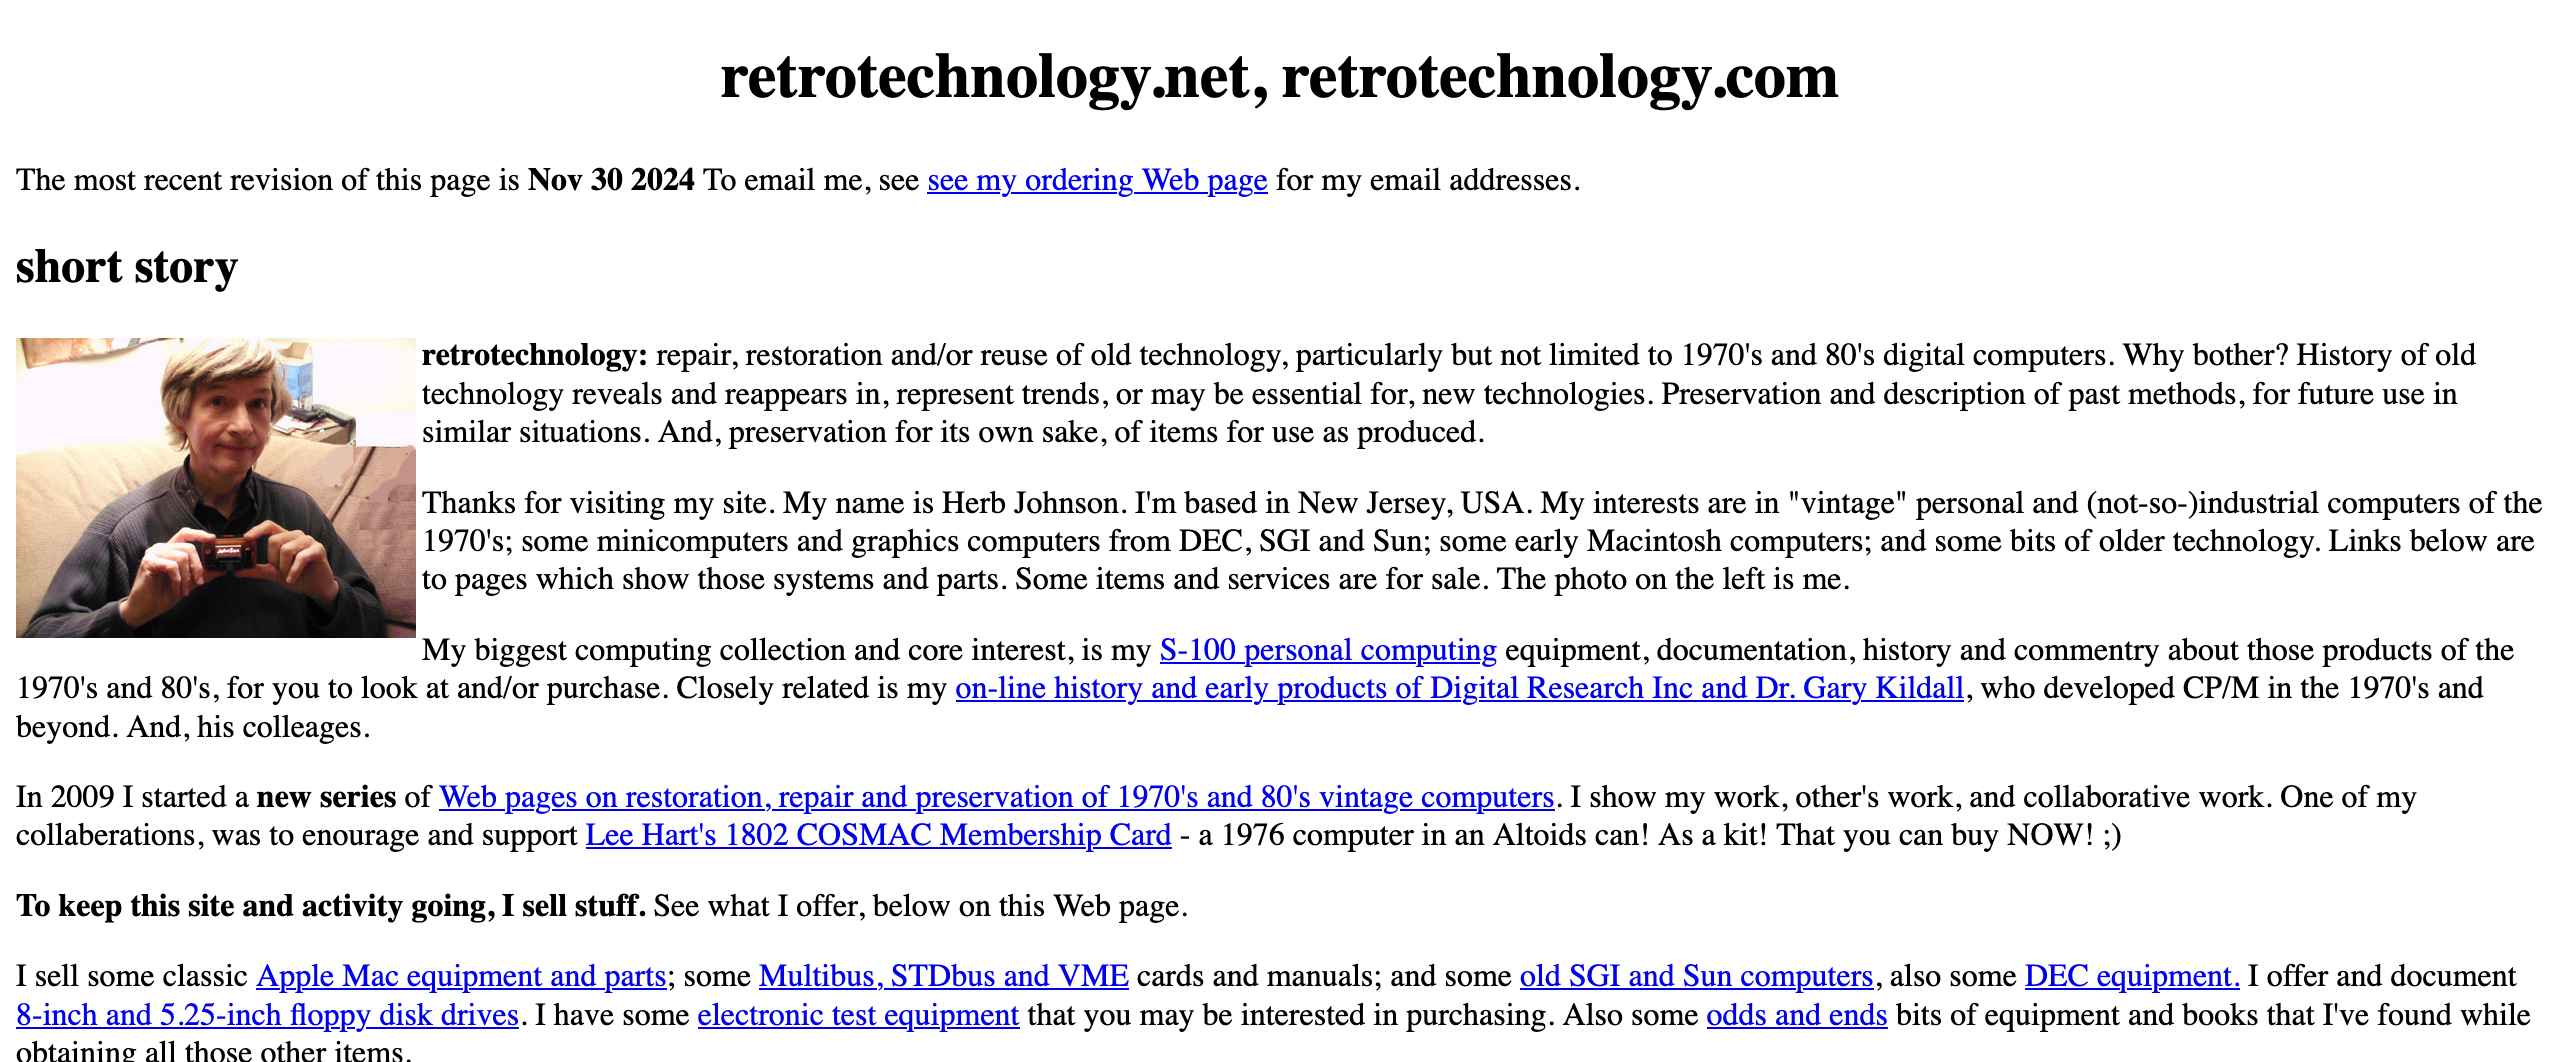 retrotechnology.net, retrotechnology.com
The most recent revision of this page is Nov 30 2024 To email me, see see my ordering Web page for my email addresses.
short story
retrotechnology: repair, restoration and/or reuse of old technology, particularly but not limited to 1970's and 80's digital computers. Why bother? History of old
technology reveals and reappears in, represent trends, or may be essential for, new technologies. Preservation and description of past methods, for future use in
similar situations. And, preservation for its own sake, of items for use as produced.
Thanks for visiting my site. My name is Herb Johnson. I'm based in New Jersey, USA. My interests are in "vintage" personal and (not-so-)industrial computers of the
1970's; some minicomputers and graphics computers from DEC, SGI and Sun; some early Macintosh computers; and some bits of older technology. Links below are
to pages which show those systems and parts. Some items and services are for sale. The photo on the left is me.
My biggest computing collection and core interest, is my S-100 personal computing equipment, documentation, history and commentry about those products of the
1970's and 80's, for you to look at and/or purchase. Closely related is my on-line history and early products of Digital Research Inc and Dr. Gary Kildall, who developed CP/M in the 1970's and
beyond. And, his colleages.
In 2009 I started a new series of Web pages on restoration, repair and preservation of 1970's and 80's vintage computers. I show my work, other's work, and collaborative work. One of my
collaberations, was to enourage and support Lee Hart's 1802 COSMAC Membership Card - a 1976 computer in an Altoids can! As a kit! That you can buy NOW! ;)
To keep this site and activity going, I sell stuff. See what I offer, below on this Web page.
I sell some classic Apple Mac equipment and parts; some Multibus, STDbus and VME cards and manuals; and some old SGI and Sun computers, also some DEC equipment. I offer and document
8-inch and 5.25-inch floppy disk drives. I have some electronic test equipment that you may be interested in purchasing. Also some odds and ends bits of equipment and books that I've found while
obtaining all those other items.